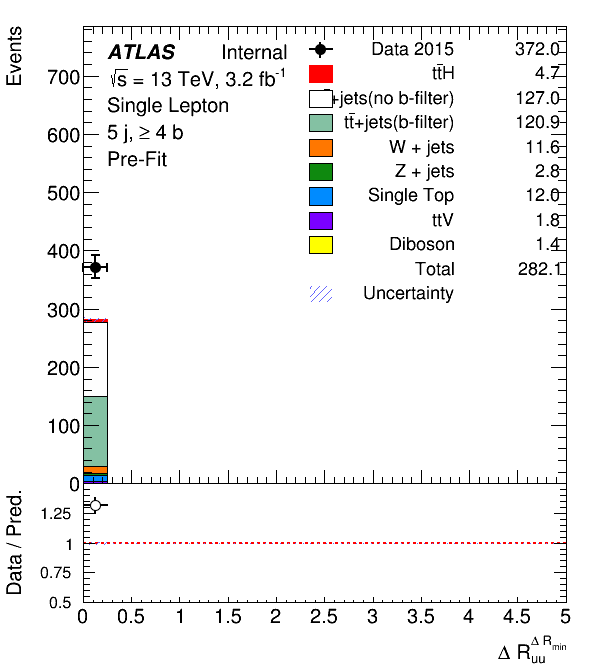 Events
ATLAS Internal
√s = 13 TeV, 3.2 fb⁻¹
Single Lepton
5 j, ≥ 4 b
Pre-Fit
Data 2015 372.0
tt̄H 4.7
+jets(no b-filter) 127.0
tt̄+jets(b-filter) 120.9
W + jets 11.6
Z + jets 2.8
Single Top 12.0
ttV 1.8
Diboson 1.4
Total 282.1
Uncertainty
700
600
500
400
300
200
100
0
Data / Pred.
1.25
1
0.75
0.5
0 0.5 1 1.5 2 2.5 3 3.5 4 4.5 5
Δ R_{uu}^{Δ R_{min}}